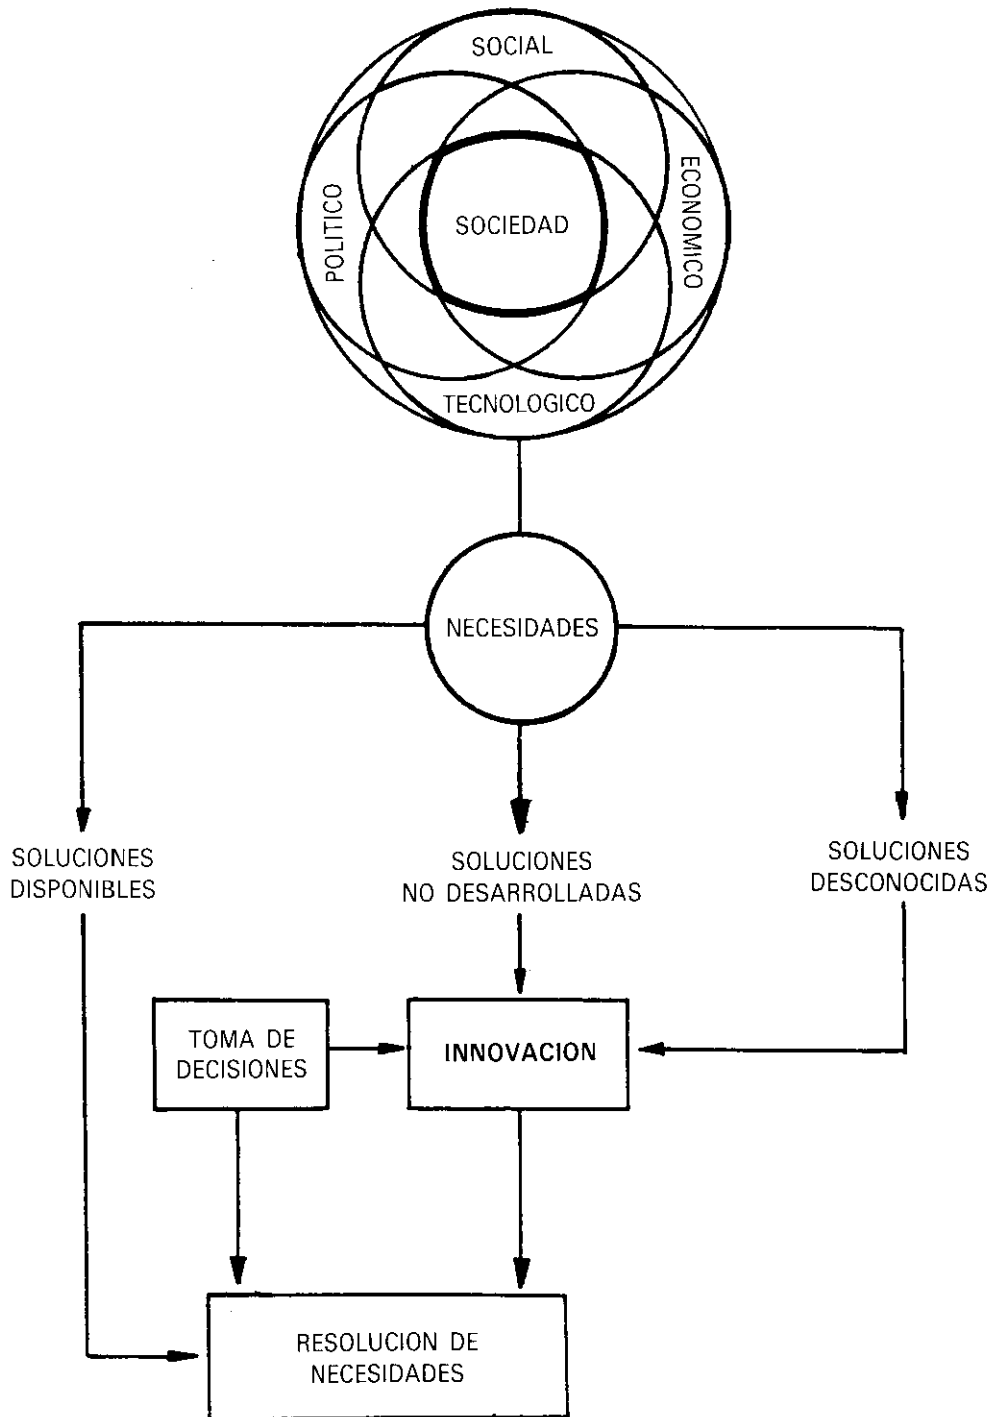 SOCIAL
POLITICO
SOCIEDAD
ECONOMICO
TECNOLOGICO
NECESIDADES
SOLUCIONES
DISPONIBLES
SOLUCIONES
NO DESARROLLADAS
SOLUCIONES
DESCONOCIDAS
TOMA DE
DECISIONES
INNOVACION
RESOLUCION DE
NECESIDADES